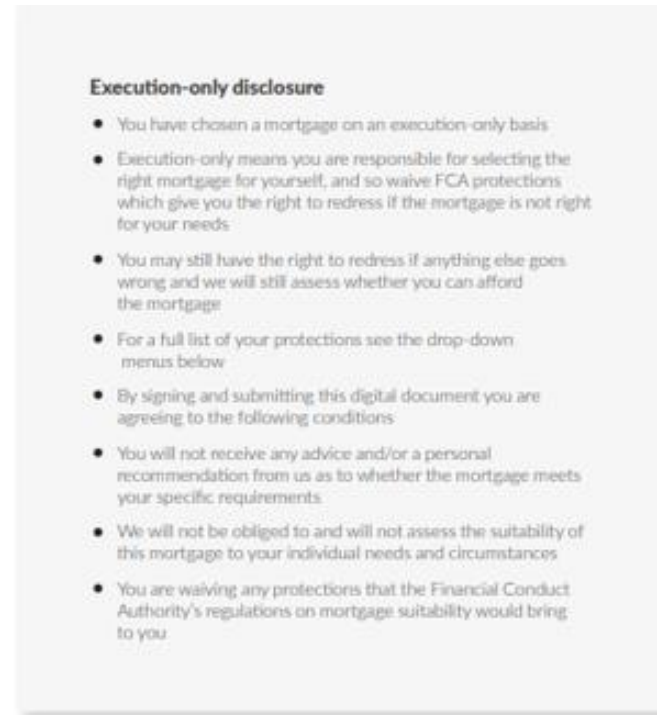 Execution-only disclosure
• You have chosen a mortgage on an execution-only basis
• Execution-only means you are responsible for selecting the
right mortgage for yourself, and so waive FCA protections
which give you the right to redress if the mortgage is not right
for your needs
• You may still have the right to redress if anything else goes
wrong and we will still assess whether you can afford
the mortgage
• For a full list of your protections see the drop-down
menus below
• By signing and submitting this digital document you are
agreeing to the following conditions
• You will not receive any advice and/or a personal
recommendation from us as to whether the mortgage meets
your specific requirements
• We will not be obliged to and will not assess the suitability of
this mortgage to your individual needs and circumstances
• You are waiving any protections that the Financial Conduct
Authority's regulations on mortgage suitability would bring
to you